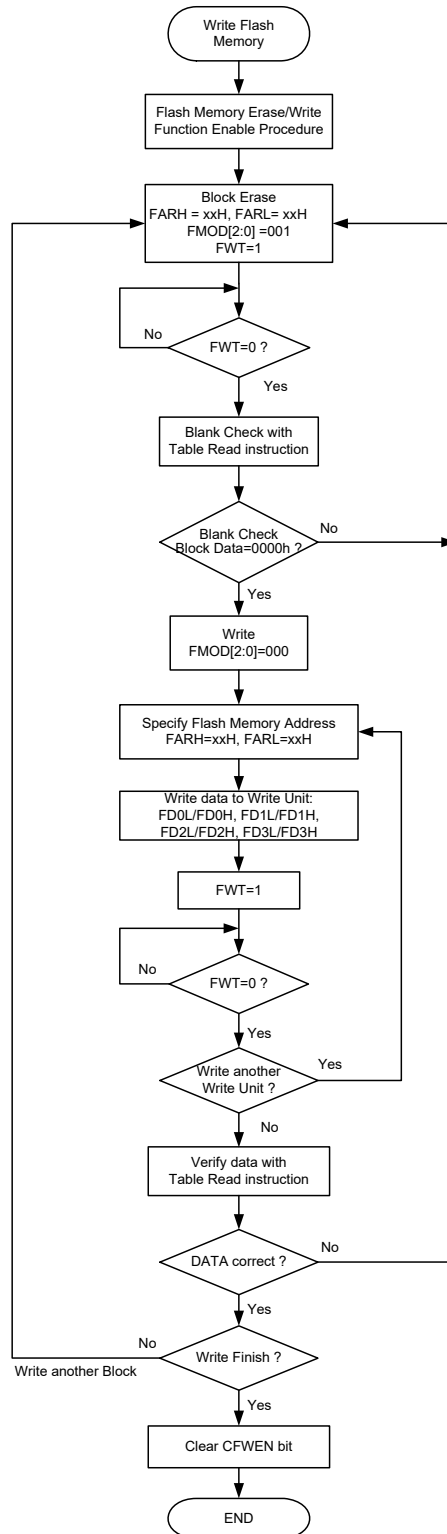 Write Flash
Memory
Flash Memory Erase/Write
Function Enable Procedure
Block Erase
FARH = xxH, FARL= xxH
FMOD[2:0] =001
FWT=1
No
FWT=0 ?
Yes
Blank Check with
Table Read instruction
Blank Check
Block Data=0000h ?
No
Yes
Write
FMOD[2:0]=000
Specify Flash Memory Address
FARH=xxH, FARL=xxH
Write data to Write Unit:
FD0L/FD0H, FD1L/FD1H,
FD2L/FD2H, FD3L/FD3H
FWT=1
No
FWT=0 ?
Yes
Write another
Write Unit ?
Yes
No
Verify data with
Table Read instruction
DATA correct ?
No
Yes
No
Write Finish ?
Write another Block
Yes
Clear CFWEN bit
END